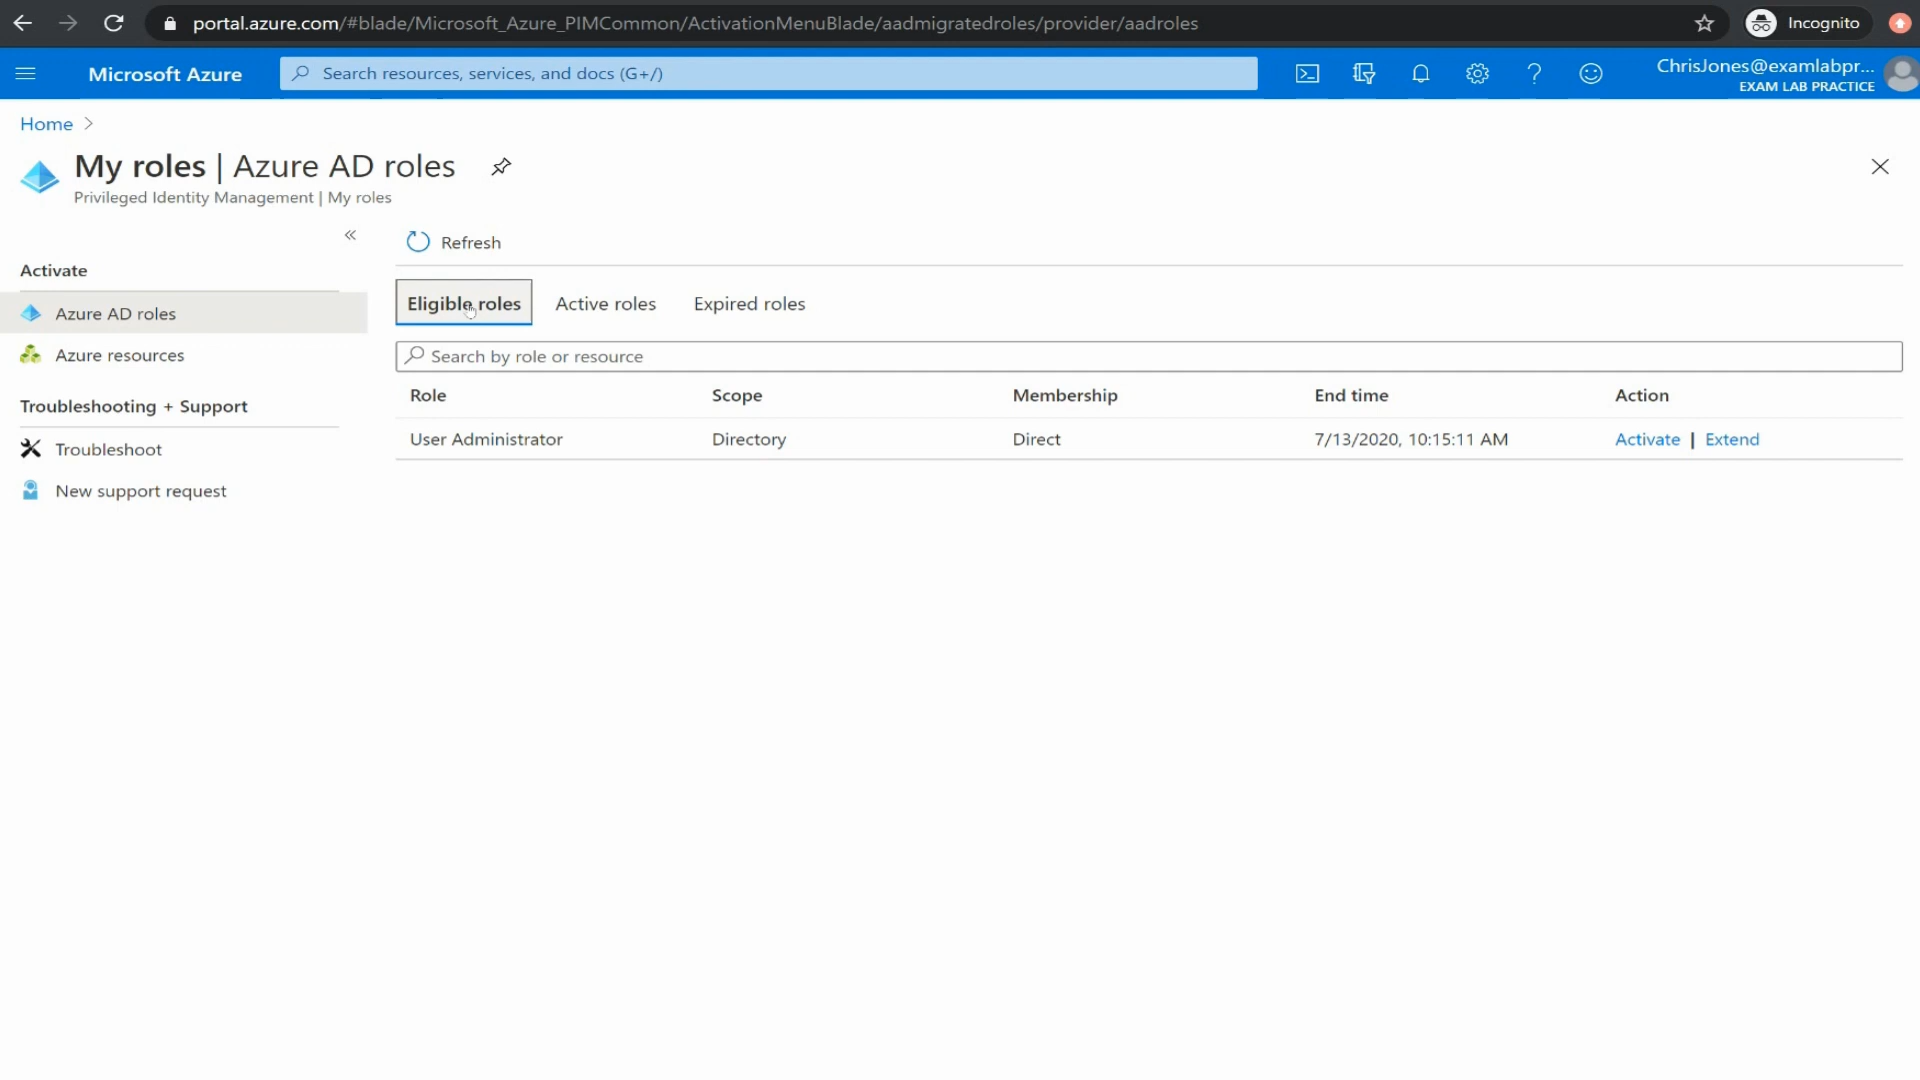 portal.azure.com/#blade/Microsoft_Azure_PIMCommon/ActivationMenuBlade/aadmigratedroles/provider/aadroles
Incognito
Microsoft Azure
Search resources, services, and docs (G+/)
ChrisJones@examlabpr...
EXAM LAB PRACTICE
Home >
My roles | Azure AD roles
Privileged Identity Management | My roles
«
Refresh
Activate
Azure AD roles
Azure resources
Troubleshooting + Support
Troubleshoot
New support request
Eligible roles Active roles Expired roles
Search by role or resource
Role Scope Membership End time Action
User Administrator Directory Direct 7/13/2020, 10:15:11 AM Activate | Extend